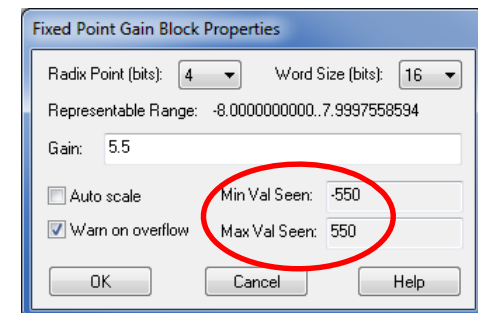 Fixed Point Gain Block Properties
Radix Point (bits): 4 Word Size (bits): 16
Representable Range: -8.0000000000..7.9997558594
Gain: 5.5
Auto scale Min Val Seen: -550
Warn on overflow Max Val Seen: 550
OK Cancel Help